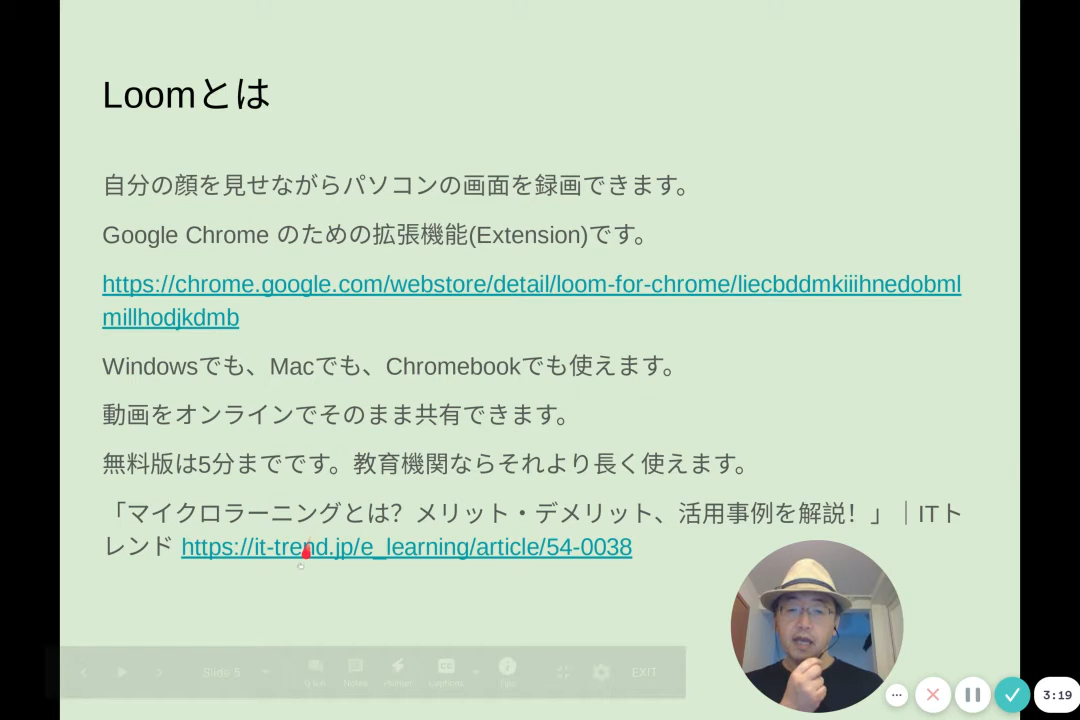 Loomとは
自分の顔を見せながらパソコンの画面を録画できます。
Google Chrome のための拡張機能(Extension)です。
https://chrome.google.com/webstore/detail/loom-for-chrome/liecbddmkiiihnedobml
millhodjkdmb
Windowsでも、Macでも、Chromebookでも使えます。
動画をオンラインでそのまま共有できます。
無料版は5分までです。教育機関ならそれより長く使えます。
「マイクロラーニングとは？メリット・デメリット、活用事例を解説！」｜ITト
レンド https://it-trend.jp/e_learning/article/54-0038
Slide 5
Q & A Notes Pointer Captions Tips
EXIT
3:19